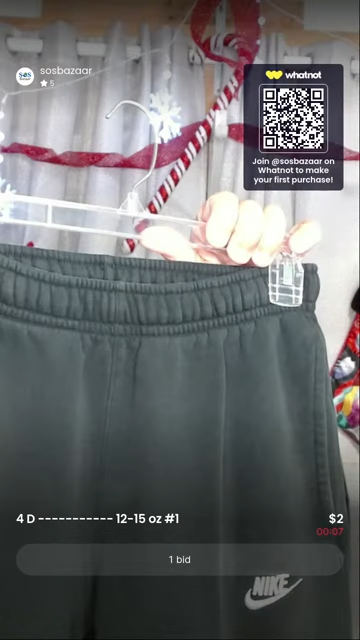 sosbazaar
★ 5
SOS
whatnot
Join @sosbazaar on
Whatnot to make
your first purchase!
4 D ----------- 12-15 oz #1
$2
00:07
1 bid
NIKE